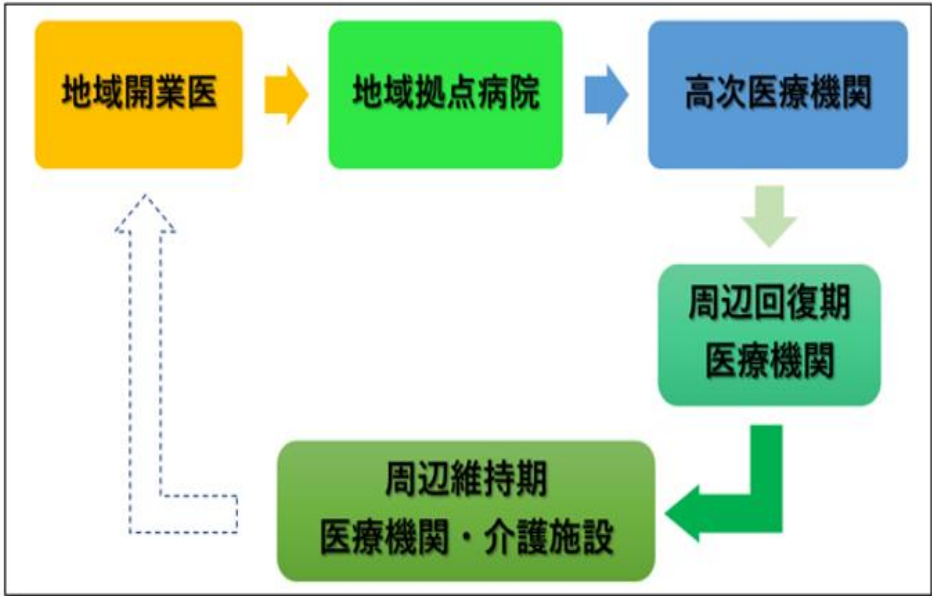 地域開業医
地域拠点病院
高次医療機関
周辺回復期
医療機関
周辺維持期
医療機関・介護施設